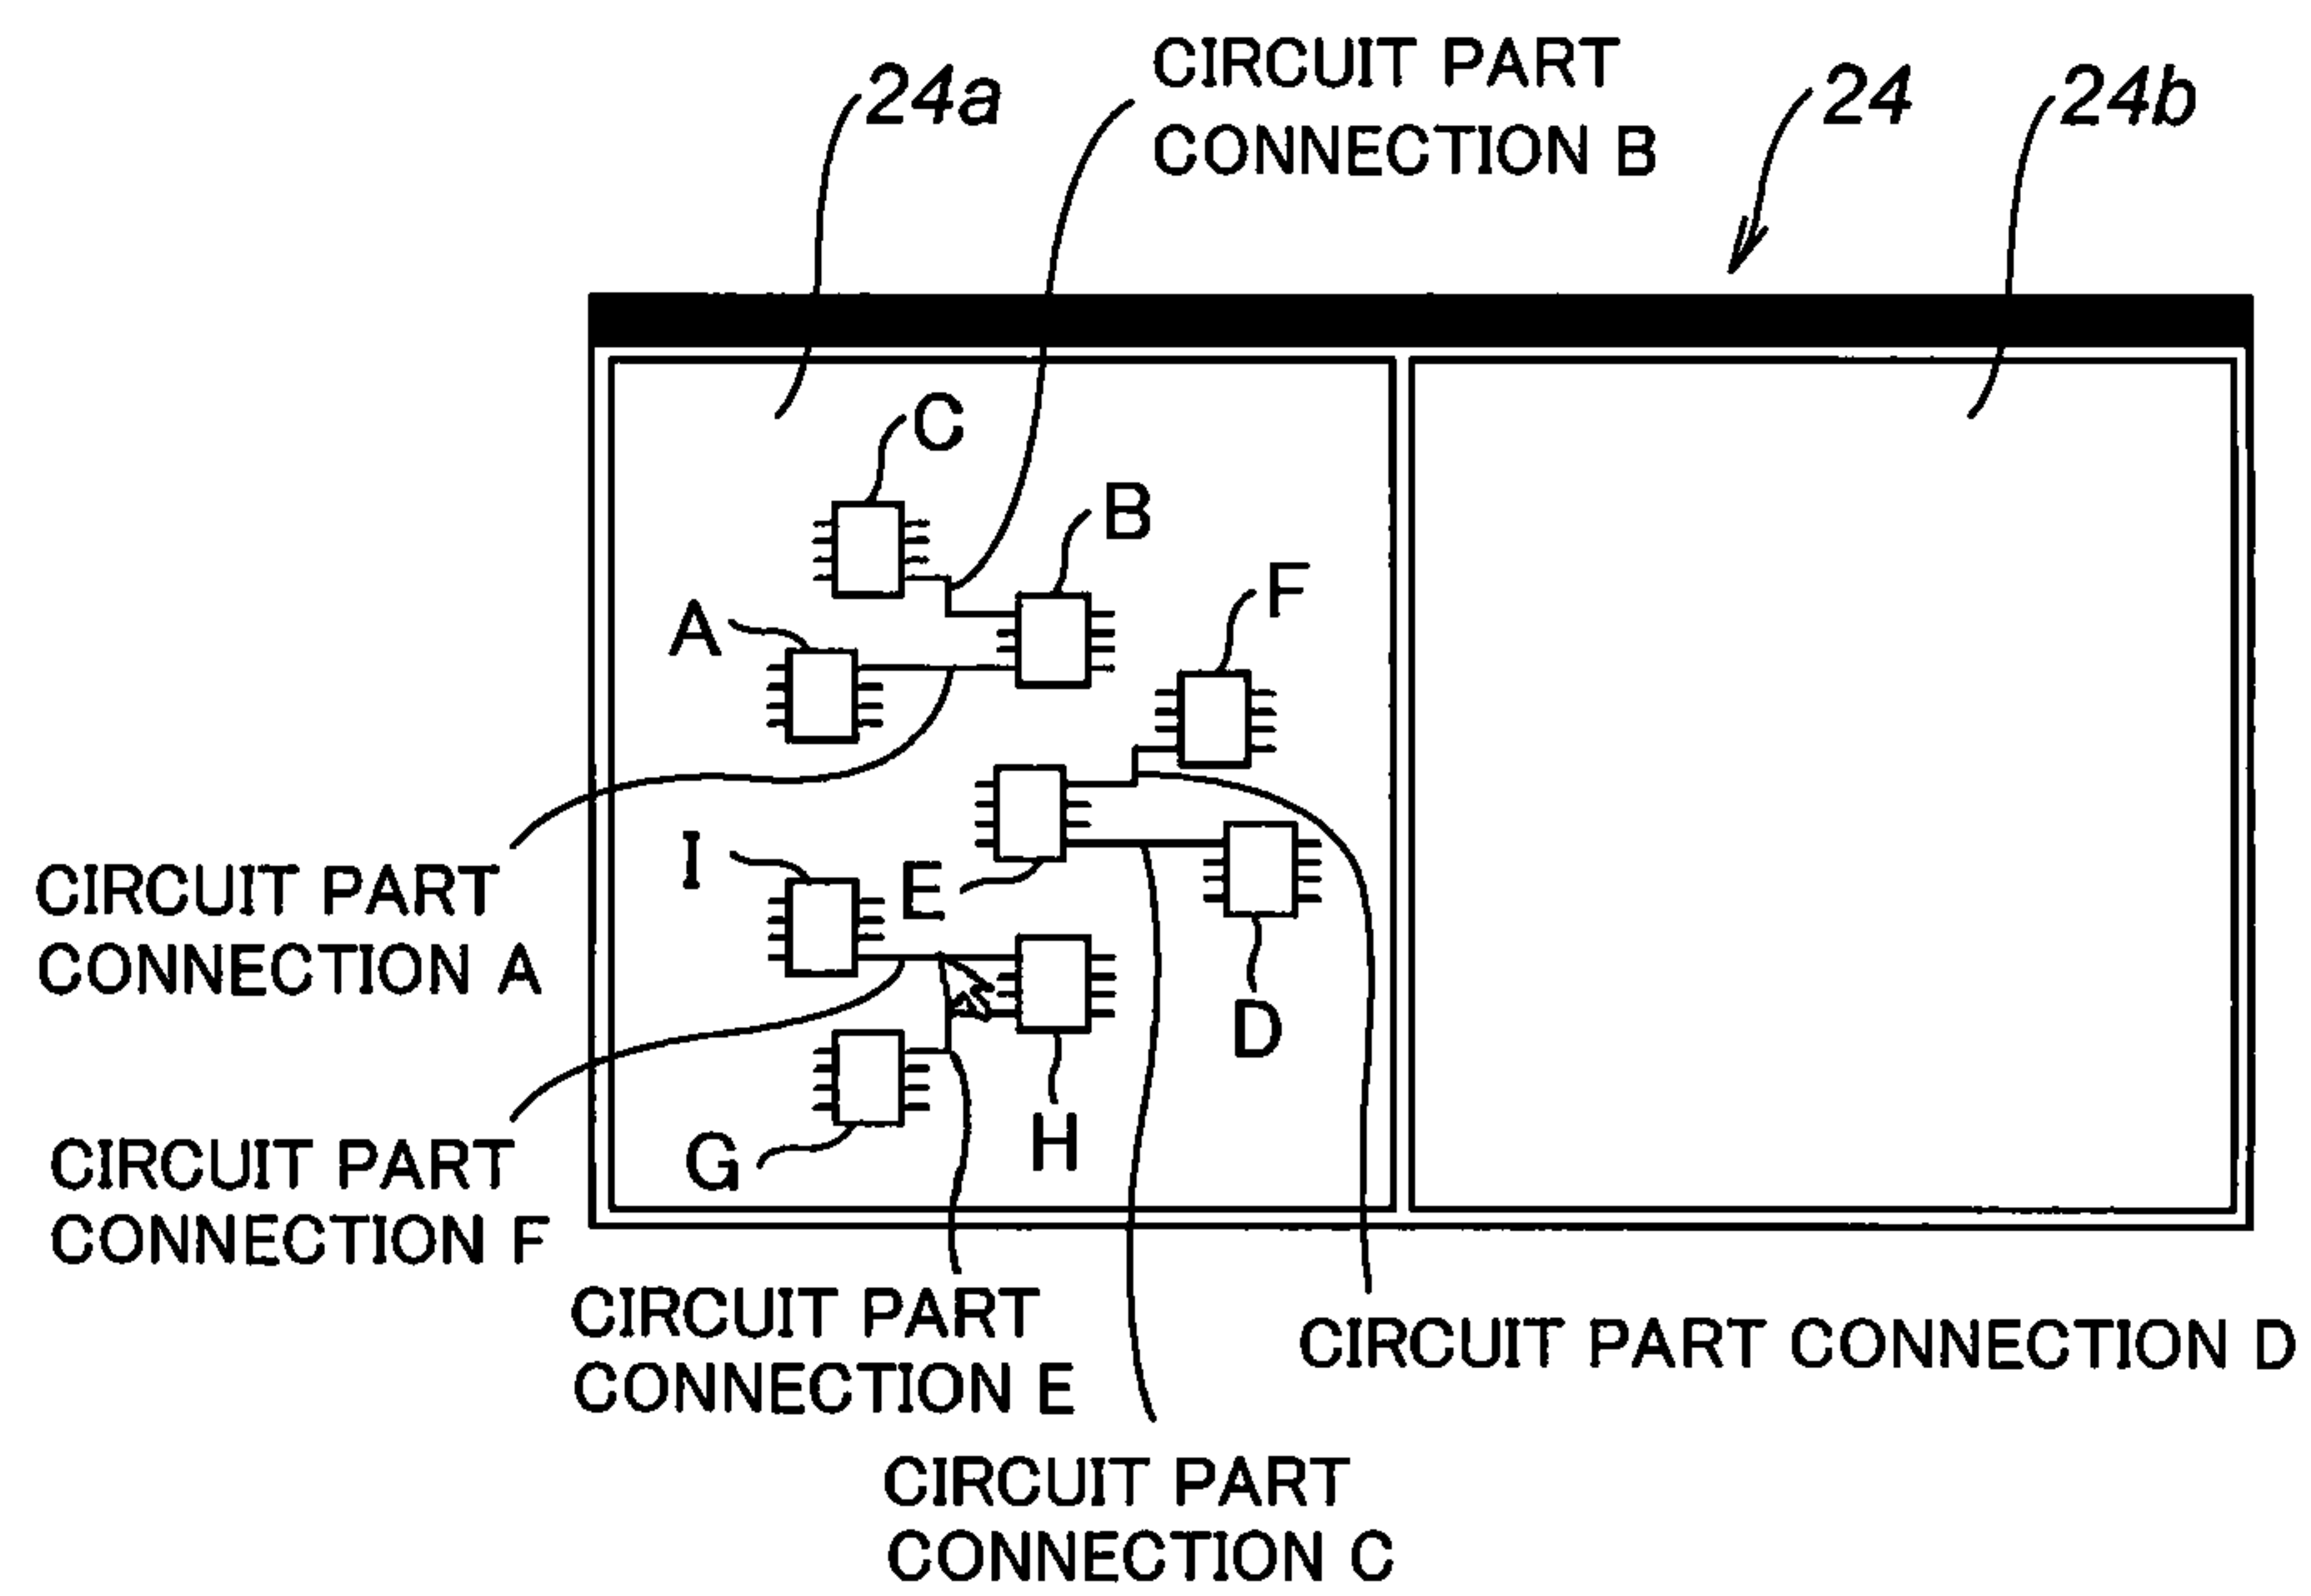 24a
CIRCUIT PART
CONNECTION B
24
24b
C
B
F
A
I
E
D
CIRCUIT PART
CONNECTION A
G
H
CIRCUIT PART
CONNECTION F
CIRCUIT PART
CONNECTION E
CIRCUIT PART CONNECTION D
CIRCUIT PART
CONNECTION C